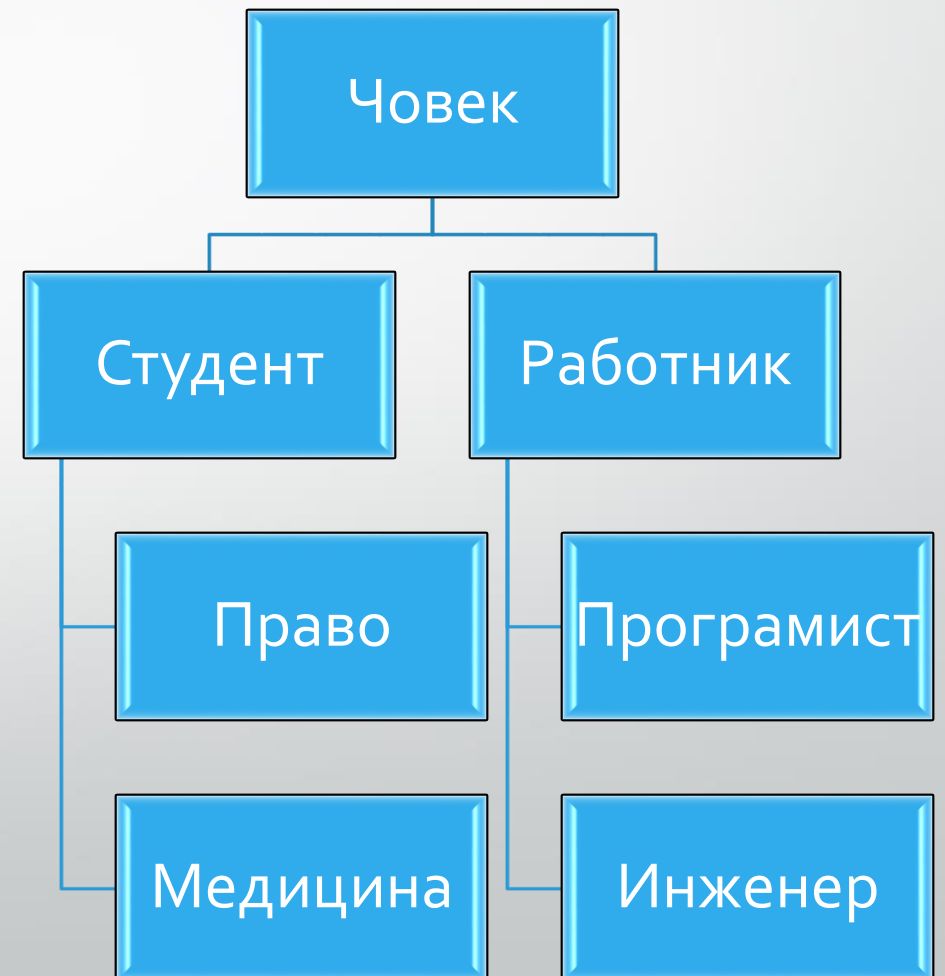 Човек
Студент
Работник
Право
Програмист
Медицина
Инженер